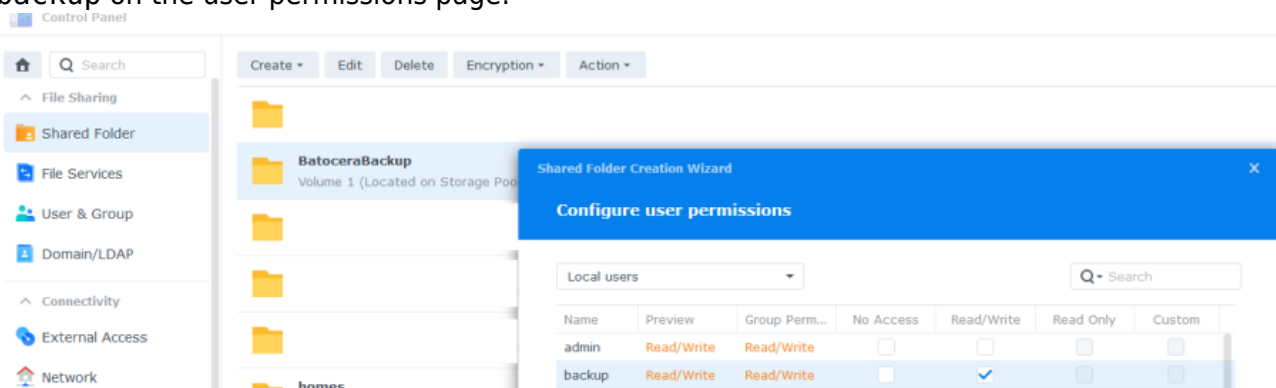 backup on the user permissions page.
Control Panel
Search
Create Edit Delete Encryption Action
File Sharing
Shared Folder
BatoceraBackup
Volume 1 (Located on Storage Poo
File Services
User & Group
Domain/LDAP
Connectivity
External Access
Network
homes
Shared Folder Creation Wizard X
Configure user permissions
Local users
Search
Name Preview Group Perm... No Access Read/Write Read Only Custom
admin Read/Write Read/Write
backup Read/Write Read/Write